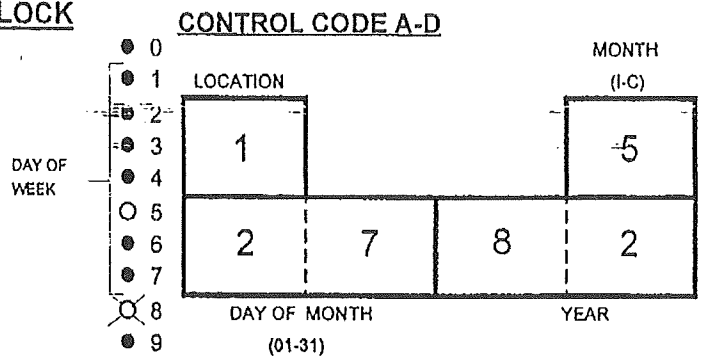 LOCK
CONTROL CODE A-D
0
1
2
3
4
5
6
7
8
9
DAY OF
WEEK
LOCATION
MONTH
(I-C)
1
5
2 7 8 2
DAY OF MONTH
(01-31)
YEAR